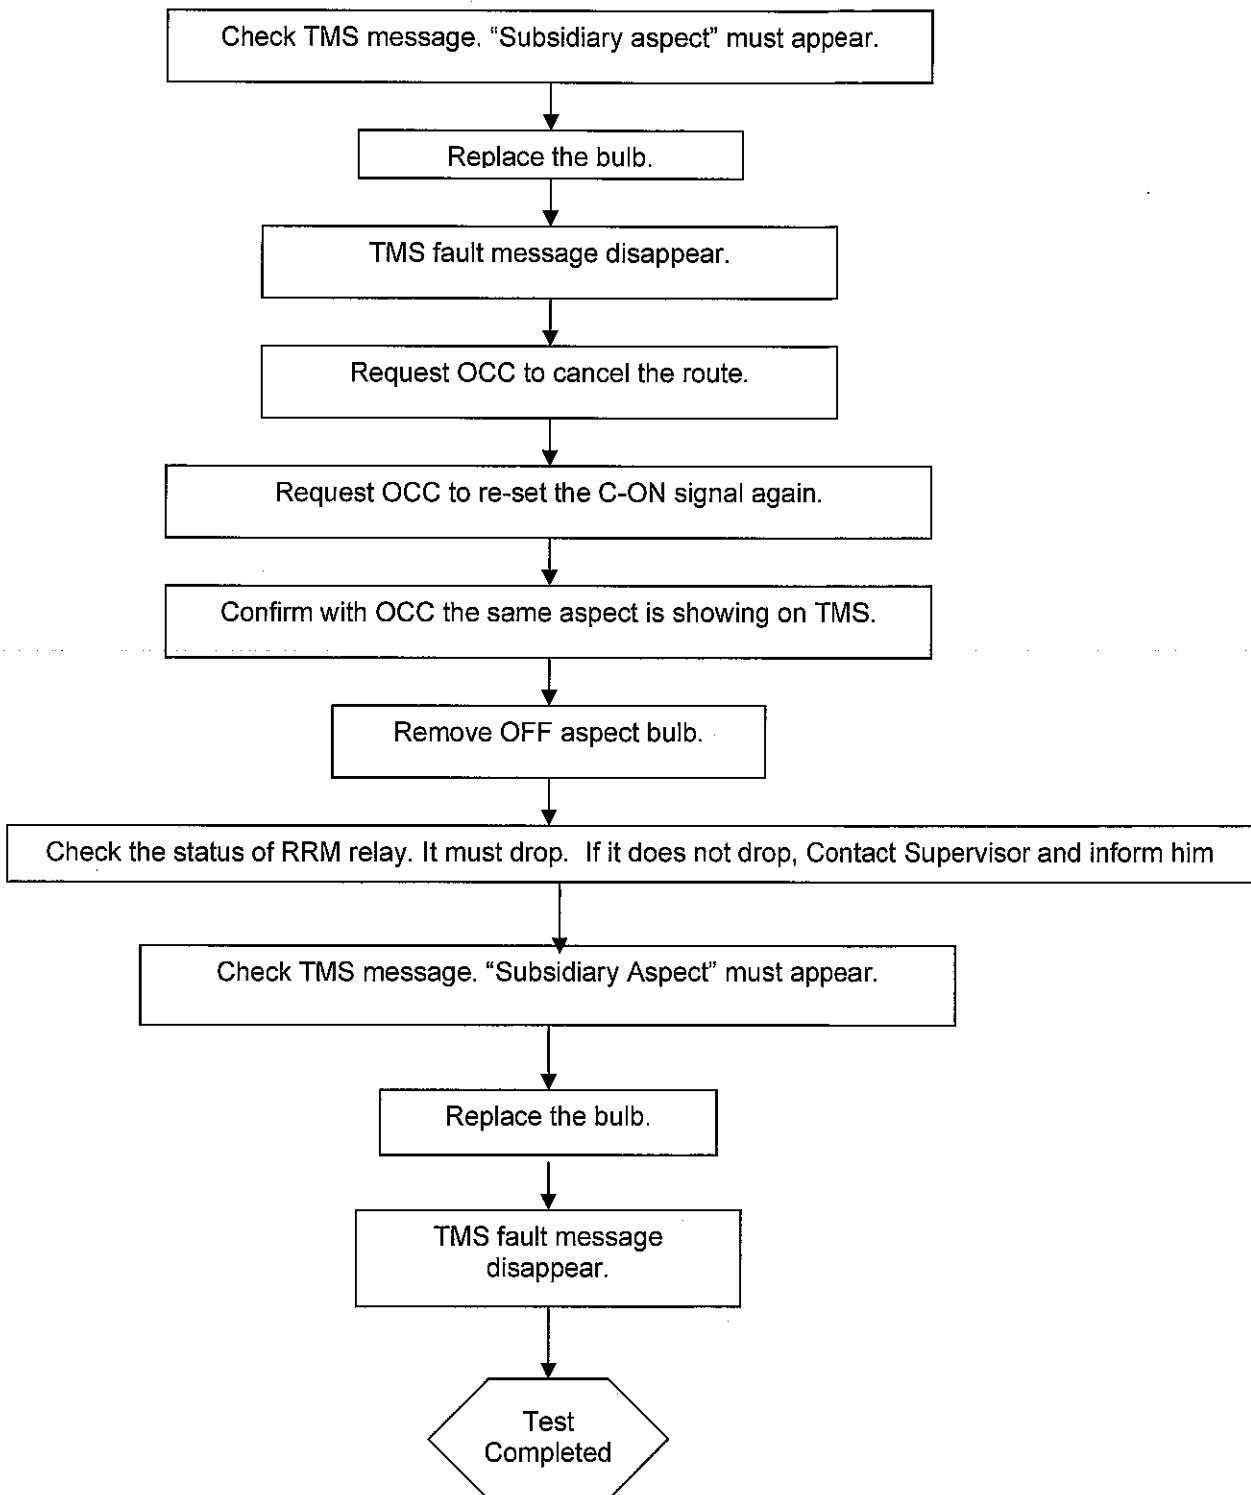 Check TMS message. “Subsidiary aspect” must appear.
Replace the bulb.
TMS fault message disappear.
Request OCC to cancel the route.
Request OCC to re-set the C-ON signal again.
Confirm with OCC the same aspect is showing on TMS.
Remove OFF aspect bulb.
Check the status of RRM relay. It must drop. If it does not drop, Contact Supervisor and inform him
Check TMS message. “Subsidiary Aspect” must appear.
Replace the bulb.
TMS fault message
disappear.
Test
Completed